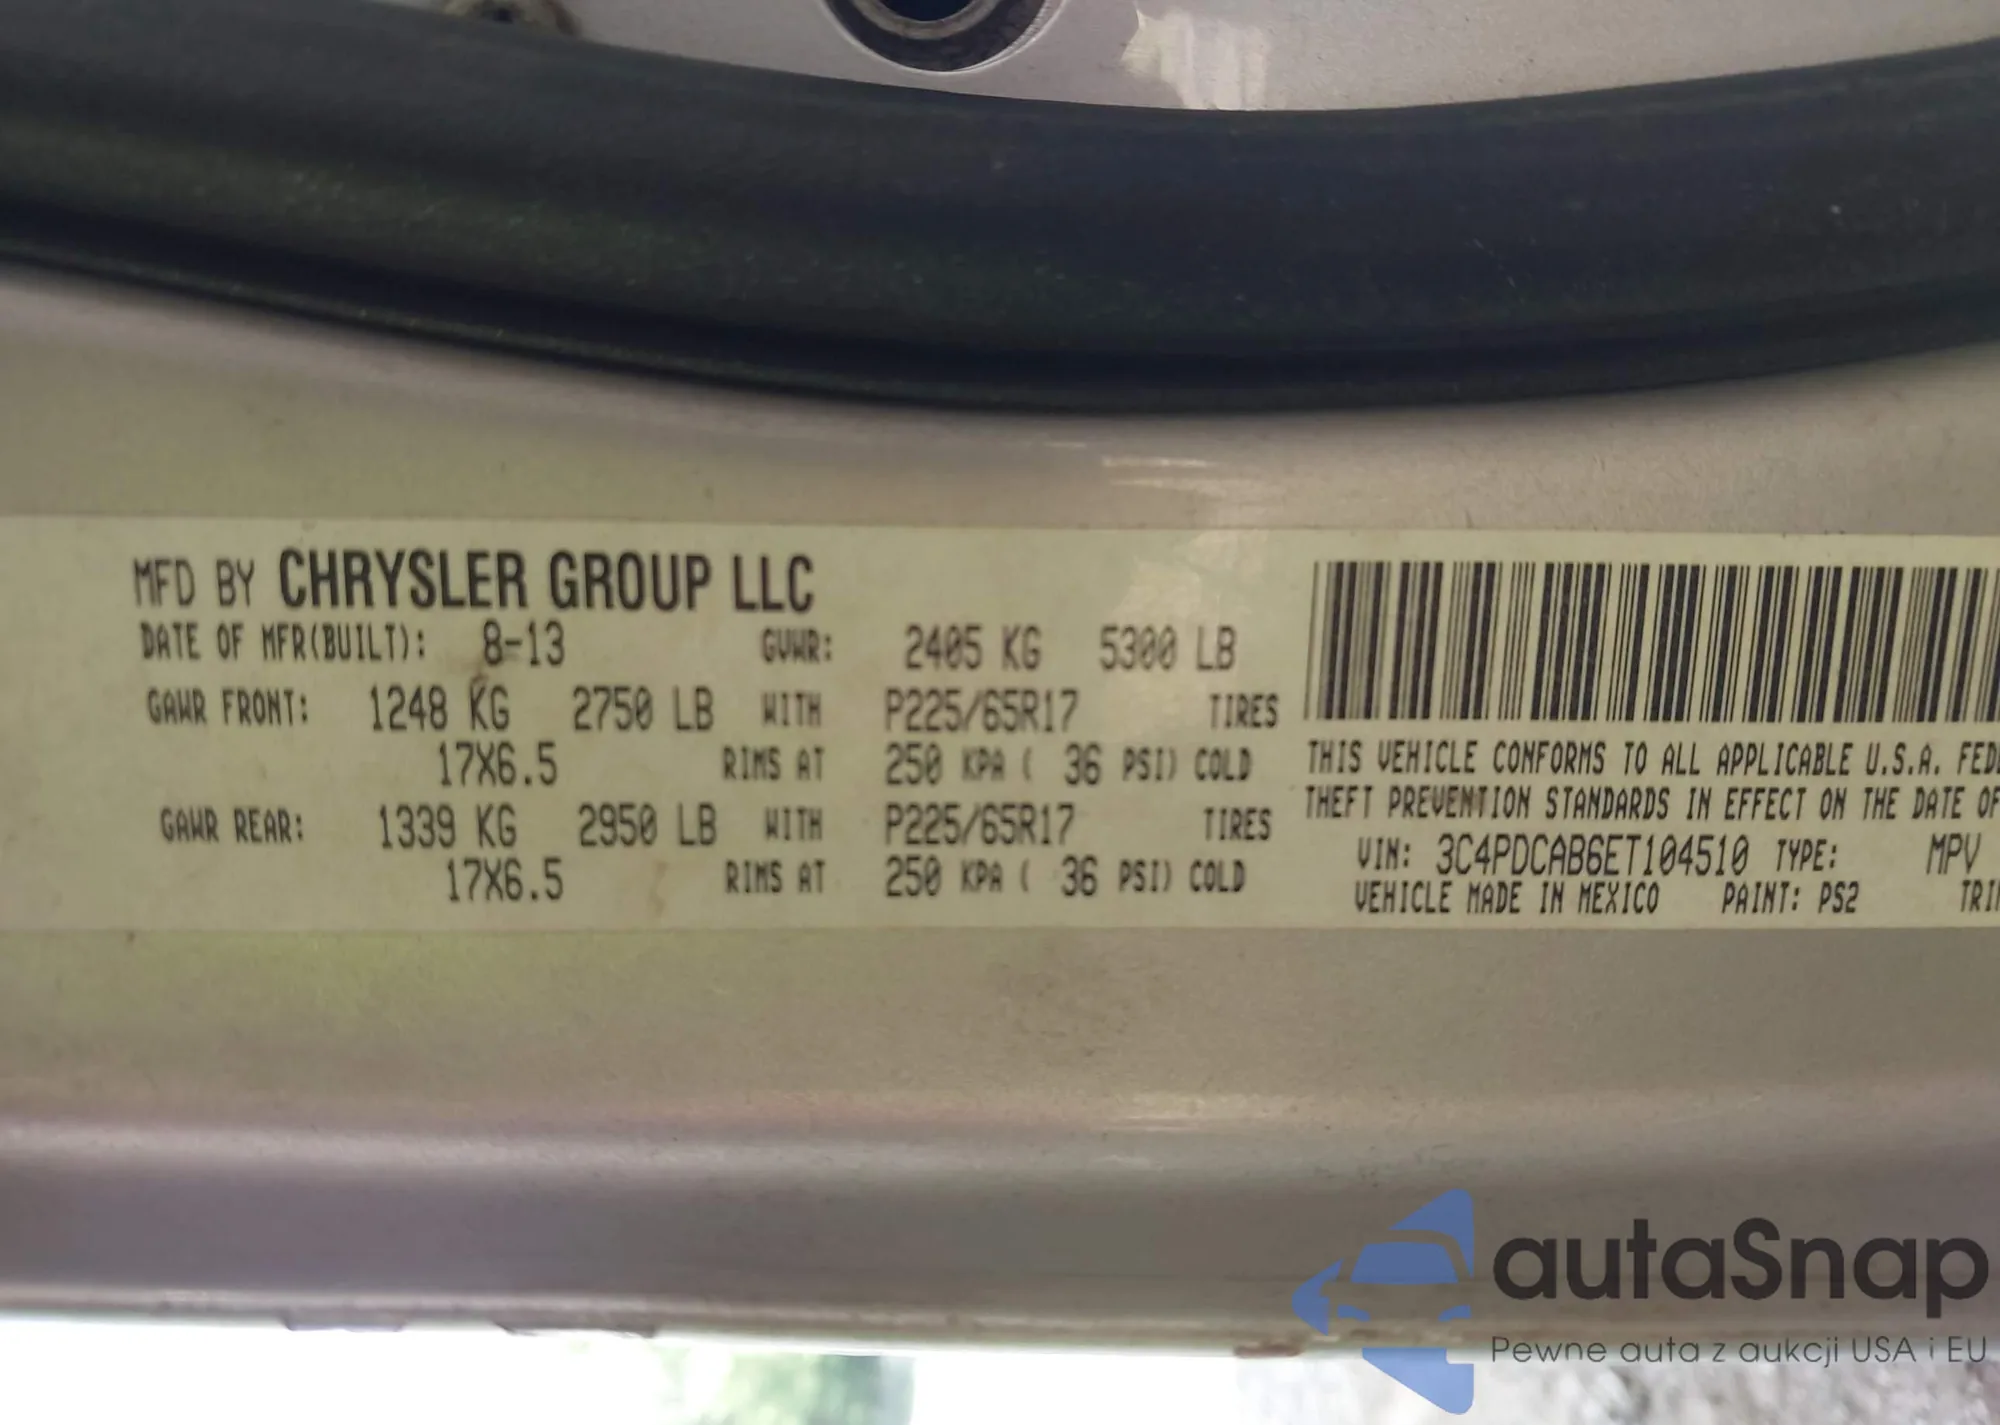 MFD BY CHRYSLER GROUP LLC
DATE OF MFR(BUILT): 8-13 GVWR: 2405 KG 5300 LB
GAWR FRONT: 1248 KG 2750 LB WITH P225/65R17 TIRES
17X6.5 RIMS AT 250 KPA ( 36 PSI) COLD
GAWR REAR: 1339 KG 2950 LB WITH P225/65R17 TIRES
17X6.5 RIMS AT 250 KPA ( 36 PSI) COLD
THIS VEHICLE CONFORMS TO ALL APPLICABLE U.S.A. FEDE
THEFT PREVENTION STANDARDS IN EFFECT ON THE DATE OF
VIN: 3C4PDCAB6ET104510 TYPE: MPV
VEHICLE MADE IN MEXICO PAINT: PS2 TRI
autaSnap
Pewne auta z aukcji USA i EU